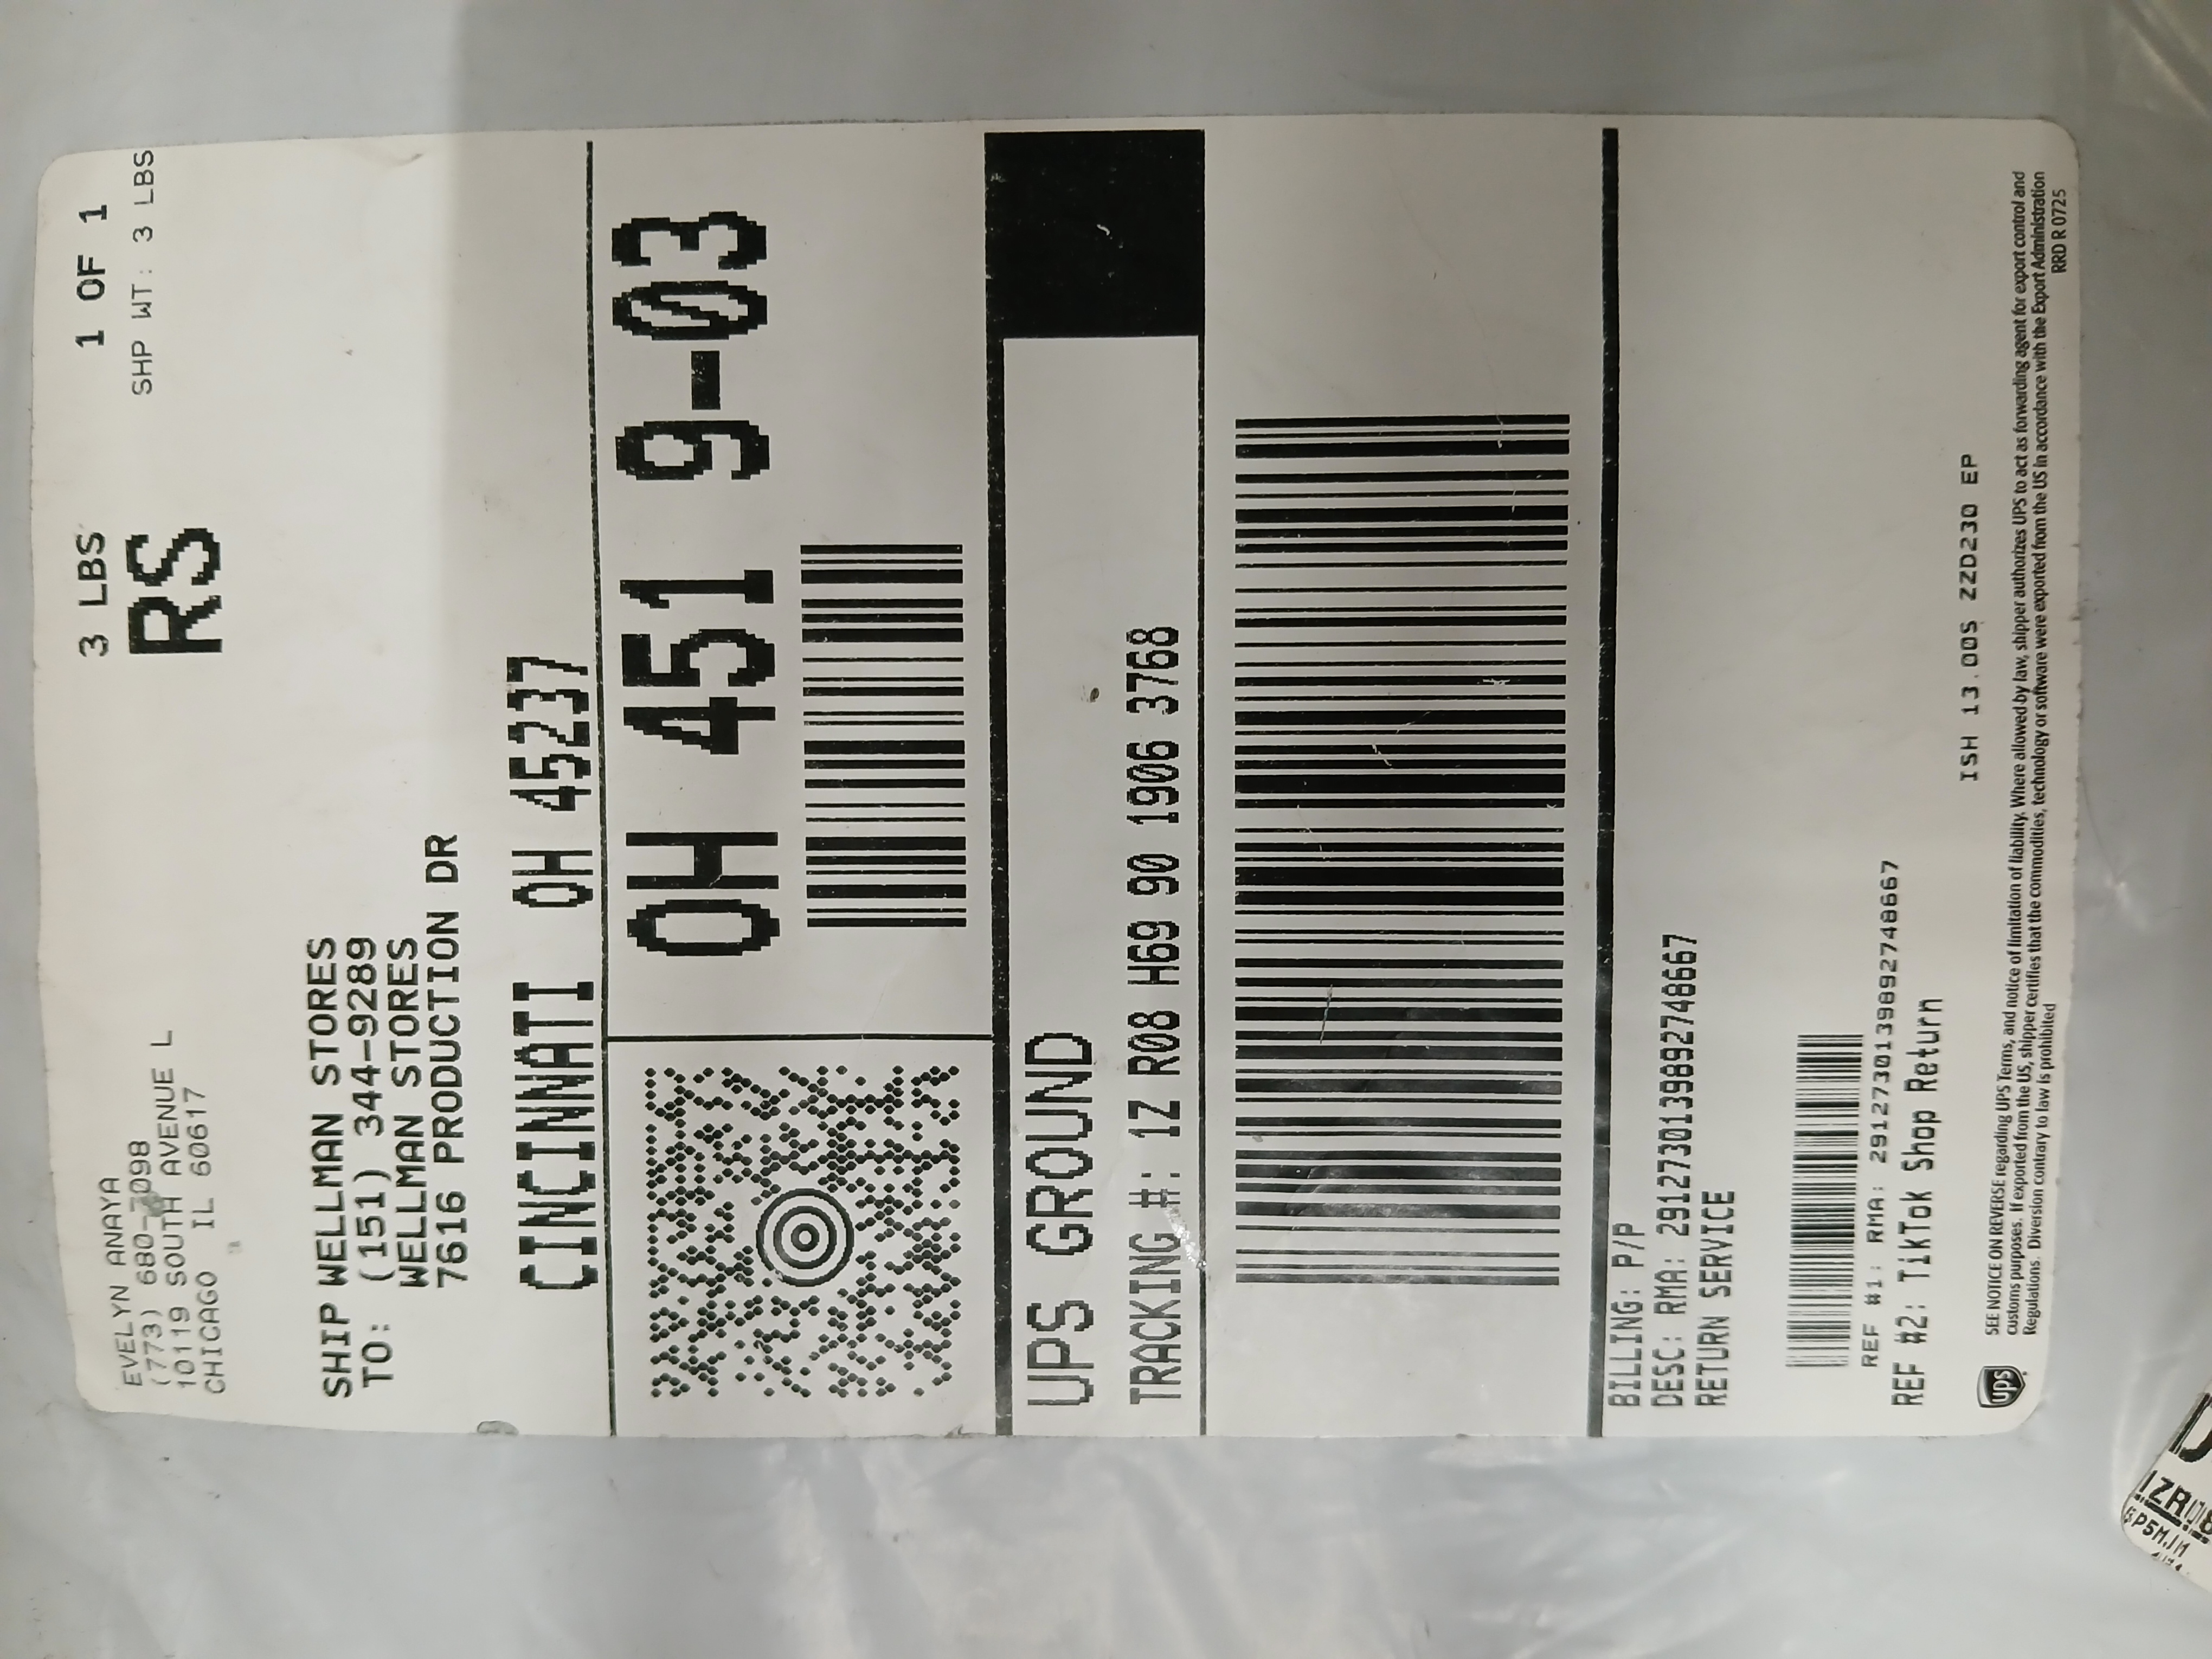 EVELYN ANAYA
(773) 680-7098
10119 SOUTH AVENUE L
CHICAGO IL 60617
3 LBS
1 OF 1
RS
SHP WT: 3 LBS
SHIP WELLMAN STORES
TO: (151) 344-9289
WELLMAN STORES
7616 PRODUCTION DR
CINCINNATI OH 45237
OH 451 9-03
UPS GROUND
TRACKING #: 1Z R08 H69 90 1906 3768
BILLING: P/P
DESC: RMA: 2912730139892748667
RETURN SERVICE
REF #1: RMA: 2912730139892748667
REF #2: TikTok Shop Return
ISH 13.00S ZZD230 EP
ups
SEE NOTICE ON REVERSE regarding UPS Terms, and notice of limitation of liability. Where allowed by law, shipper authorizes UPS to act as forwarding agent for export control and
customs purposes. If exported from the US, shipper certifies that the commodities, technology or software were exported from the US in accordance with the Export Administration
Regulations. Diversion contrary to law is prohibited
RRD R 0725